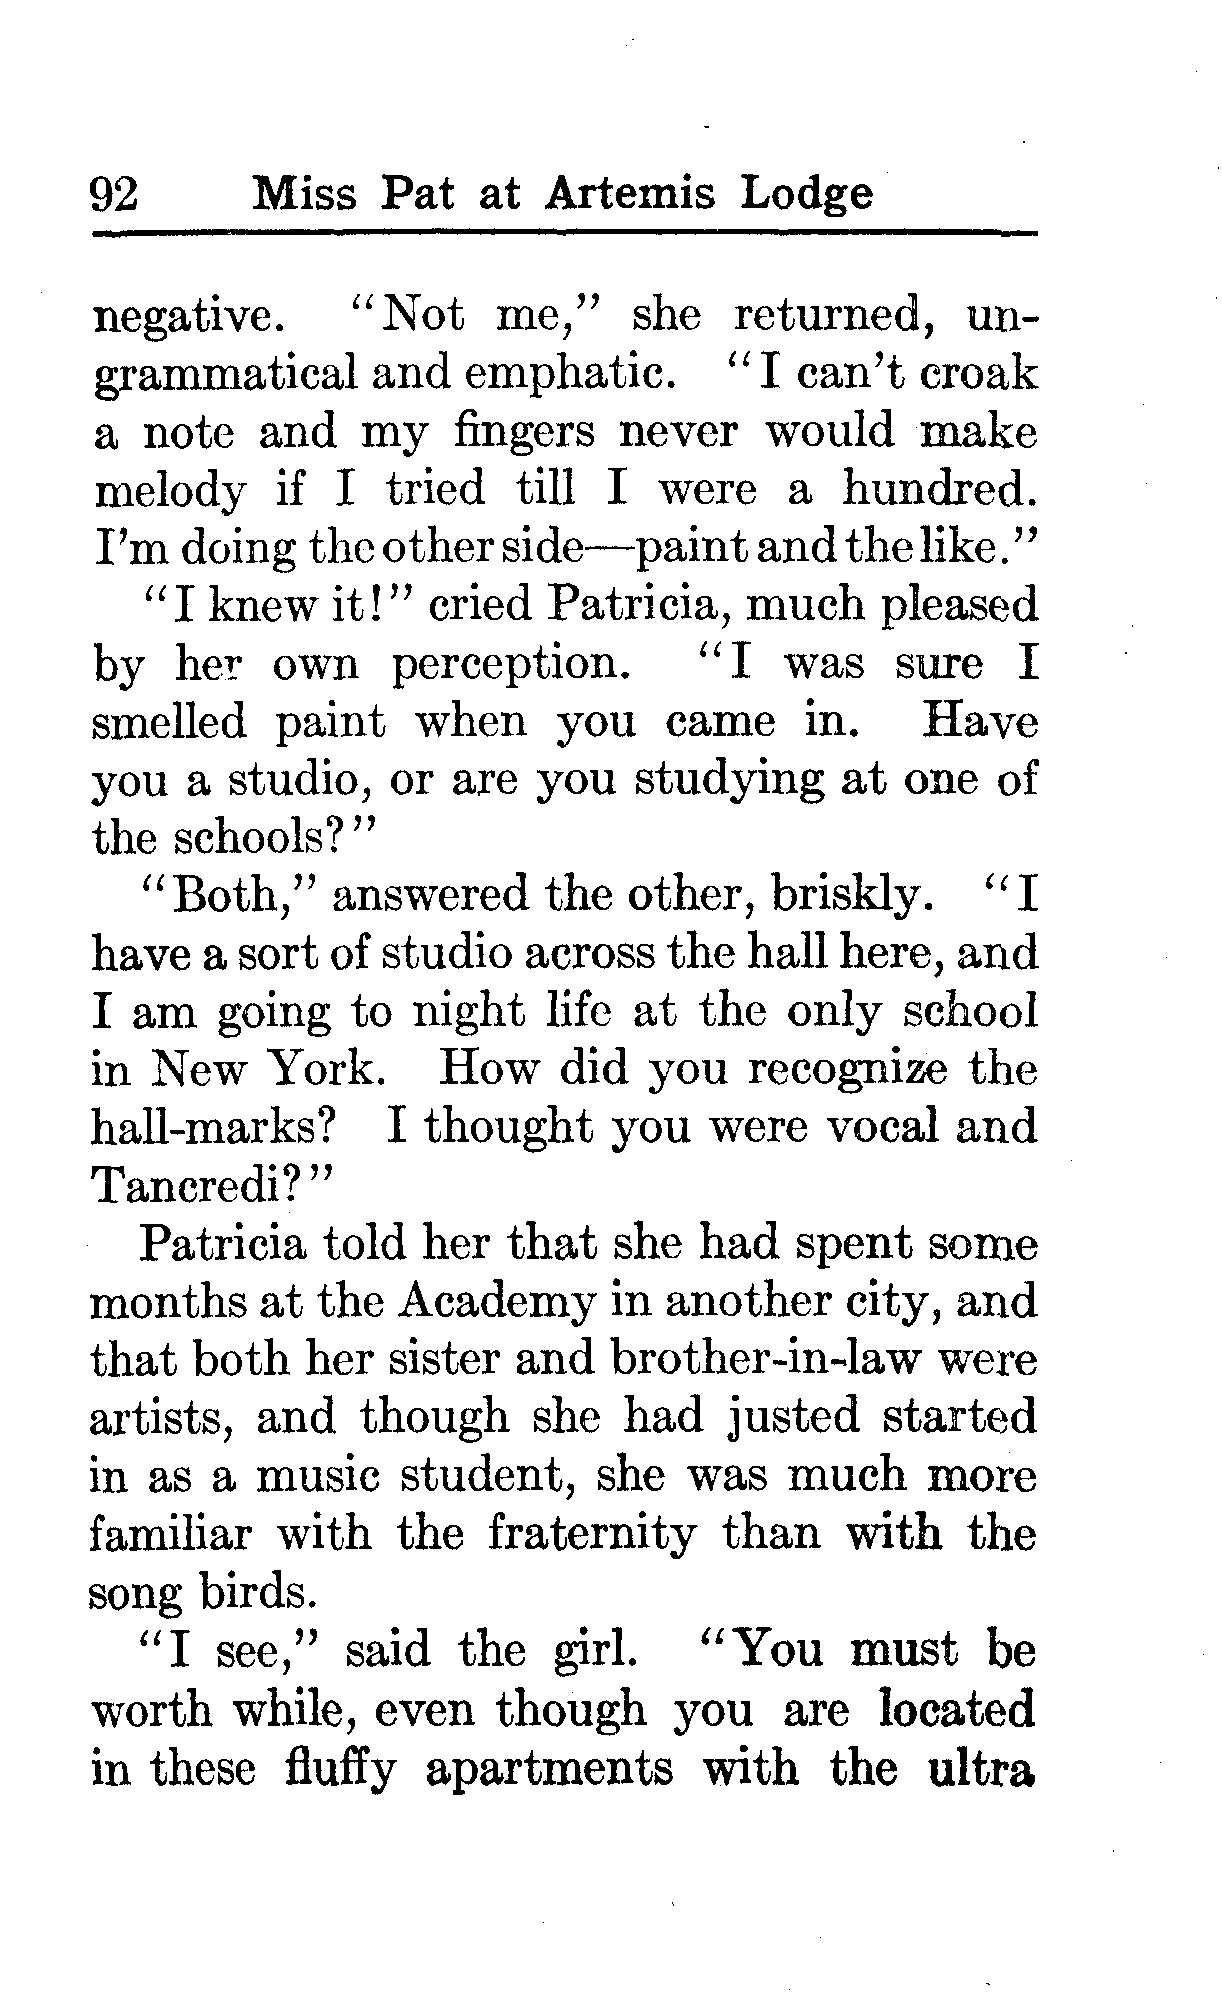 92 Miss Pat at Artemis Lodge
negative. "Not me," she returned, un-
grammatical and emphatic. "I can't croak
a note and my fingers never would make
melody if I tried till I were a hundred.
I'm doing the other side—paint and the like."
"I knew it!" cried Patricia, much pleased
by her own perception. "I was sure I
smelled paint when you came in. Have
you a studio, or are you studying at one of
the schools?"
"Both," answered the other, briskly. "I
have a sort of studio across the hall here, and
I am going to night life at the only school
in New York. How did you recognize the
hall-marks? I thought you were vocal and
Tancredi?"
Patricia told her that she had spent some
months at the Academy in another city, and
that both her sister and brother-in-law were
artists, and though she had justed started
in as a music student, she was much more
familiar with the fraternity than with the
song birds.
"I see," said the girl. "You must be
worth while, even though you are located
in these fluffy apartments with the ultra